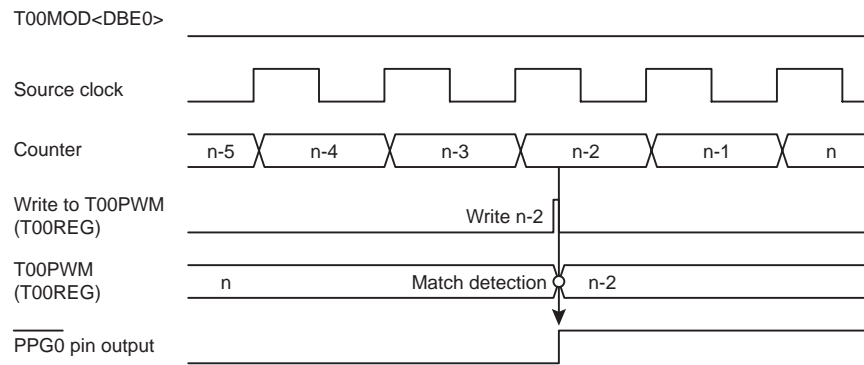 T00MOD<DBE0>
Source clock
Counter
n-5 n-4 n-3 n-2 n-1 n
Write to T00PWM
(T00REG)
Write n-2
T00PWM
(T00REG)
n Match detection n-2
PPG0 pin output